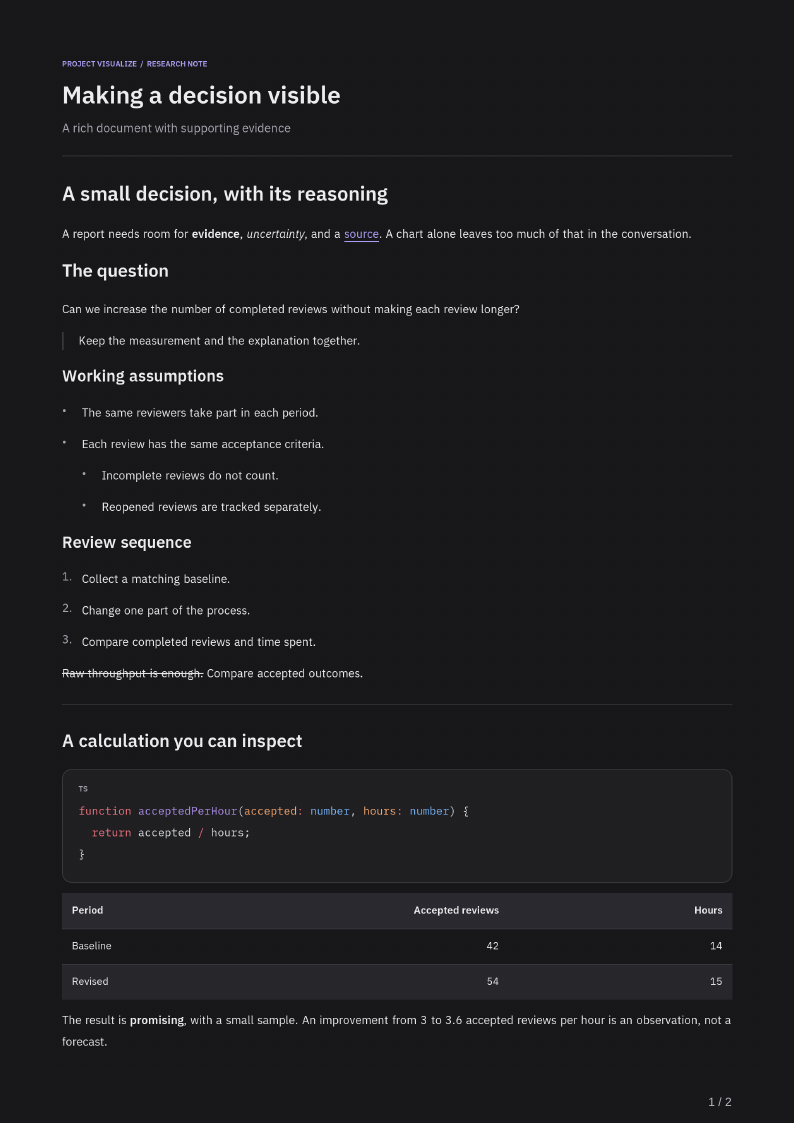 PROJECT VISUALIZE / RESEARCH NOTE
Making a decision visible
A rich document with supporting evidence
A small decision, with its reasoning
A report needs room for evidence, uncertainty, and a source. A chart alone leaves too much of that in the conversation.
The question
Can we increase the number of completed reviews without making each review longer?
Keep the measurement and the explanation together.
Working assumptions
• The same reviewers take part in each period.
• Each review has the same acceptance criteria.
• Incomplete reviews do not count.
• Reopened reviews are tracked separately.
Review sequence
1. Collect a matching baseline.
2. Change one part of the process.
3. Compare completed reviews and time spent.
Raw throughput is enough. Compare accepted outcomes.
A calculation you can inspect
TS
function acceptedPerHour(accepted: number, hours: number) {
  return accepted / hours;
}
Period Accepted reviews Hours
Baseline 42 14
Revised 54 15
The result is promising, with a small sample. An improvement from 3 to 3.6 accepted reviews per hour is an observation, not a
forecast.
1 / 2